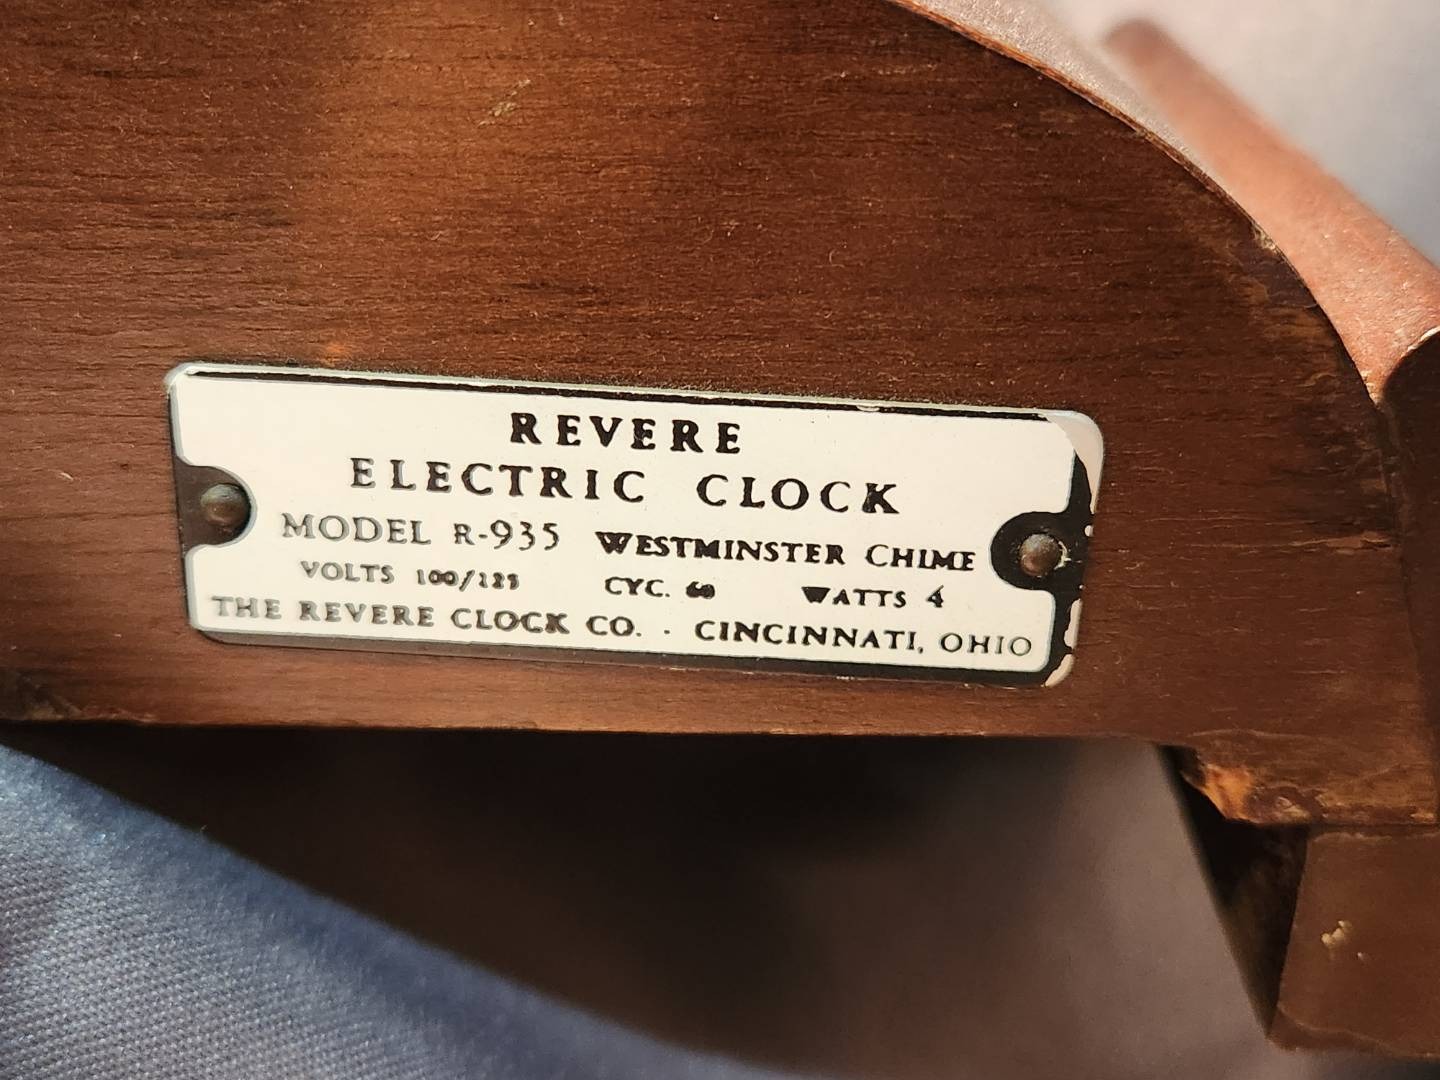 REVERE
ELECTRIC CLOCK
MODEL R-935 WESTMINSTER CHIME
VOLTS 100/125 CYC. 60 WATTS 4
THE REVERE CLOCK CO. · CINCINNATI, OHIO